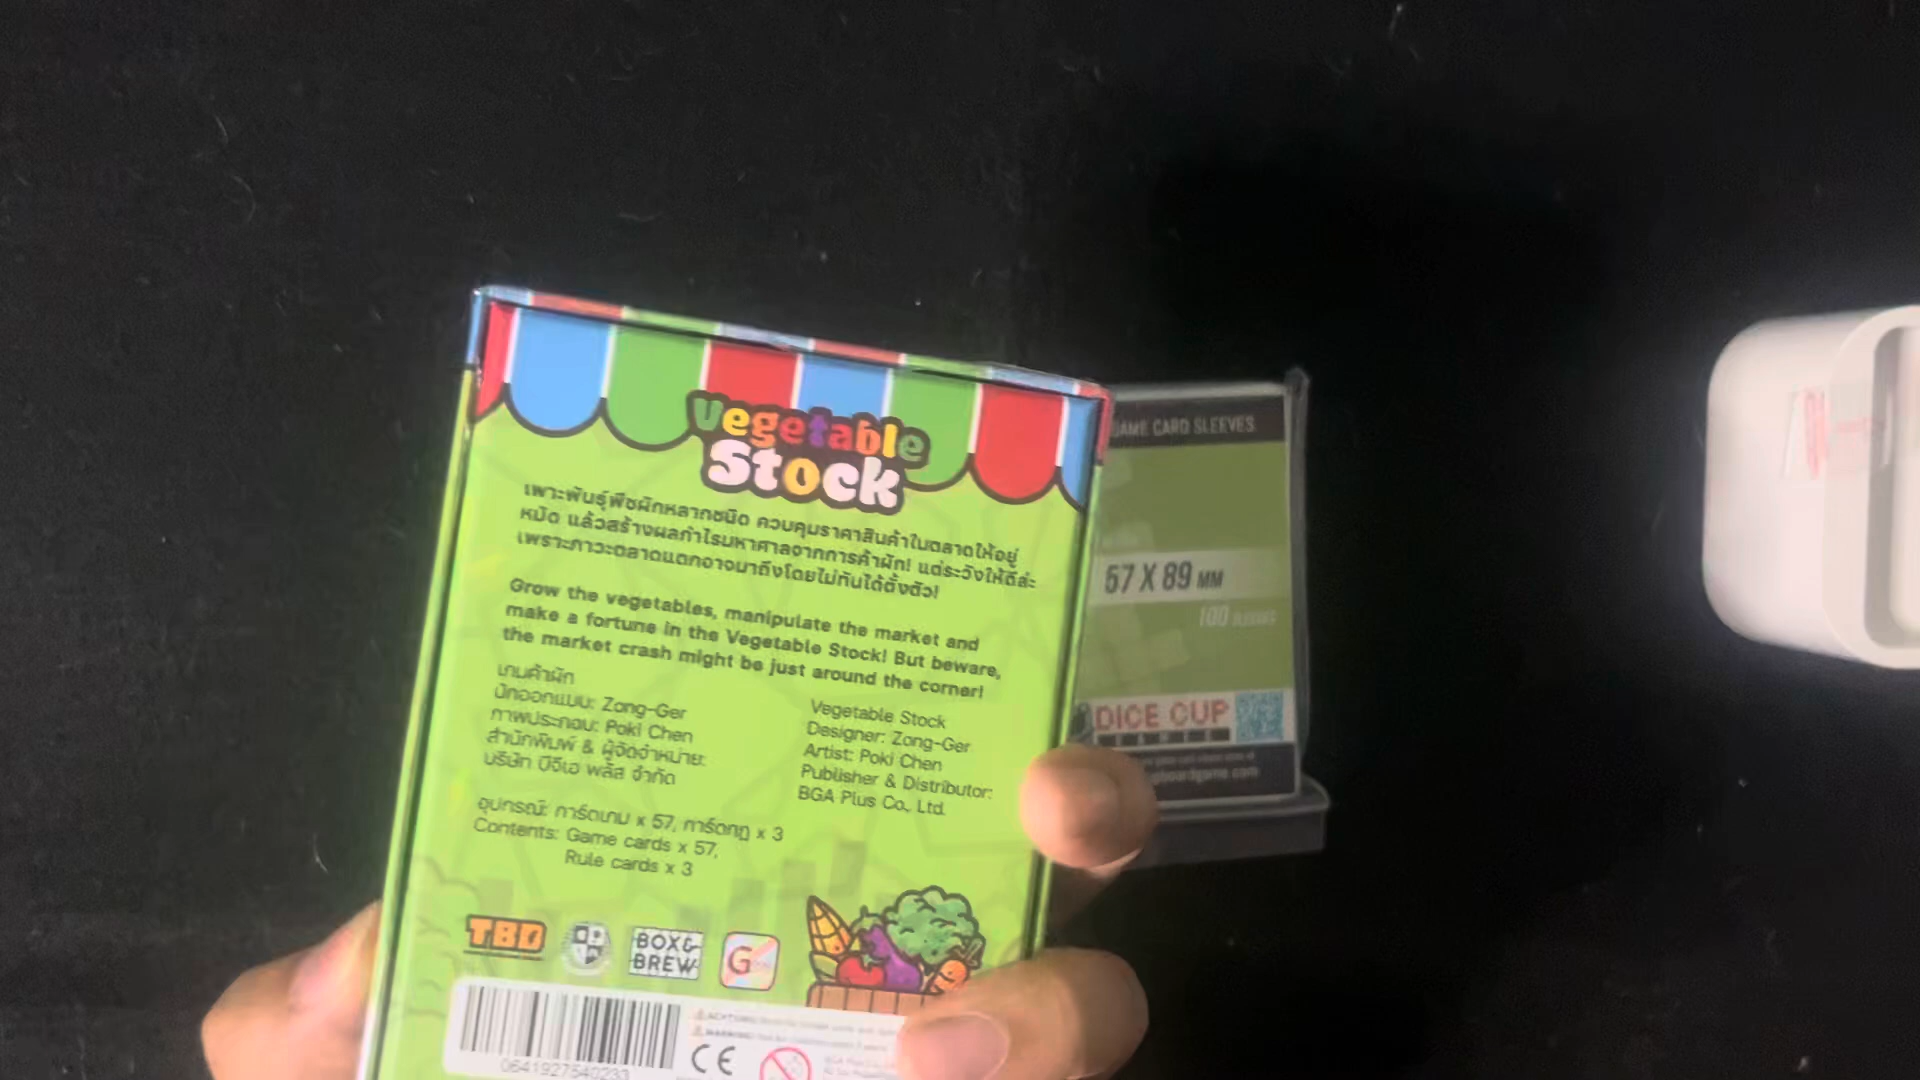 Vegetable
Stock
เพาะพันธุ์พืชผักหลากชนิด ควบคุมราคาสินค้าในตลาดให้อยู่
หมัด แล้วสร้างผลกำไรมหาศาลจากการค้าผัก! แต่ระวังให้ดีล่ะ
เพราะภาวะตลาดแตกอาจมาถึงโดยไม่ทันได้ตั้งตัว!
Grow the vegetables, manipulate the market and
make a fortune in the Vegetable Stock! But beware,
the market crash might be just around the corner!
เกมค้าผัก
นักออกแบบ: Zong-Ger
ภาพประกอบ: Poki Chen
สำนักพิมพ์ & ผู้จัดจำหน่าย:
บริษัท บีจีเอ พลัส จำกัด
Vegetable Stock
Designer: Zong-Ger
Artist: Poki Chen
Publisher & Distributor:
BGA Plus Co., Ltd.
อุปกรณ์: การ์ดเกม x 57, การ์ดกฎ x 3
Contents: Game cards x 57,
Rule cards x 3
TBD
BOX &
BREW
G
0641927540233
CE
GAME CARD SLEEVES
57 X 89 MM
100 SLEEVES
DICE CUP